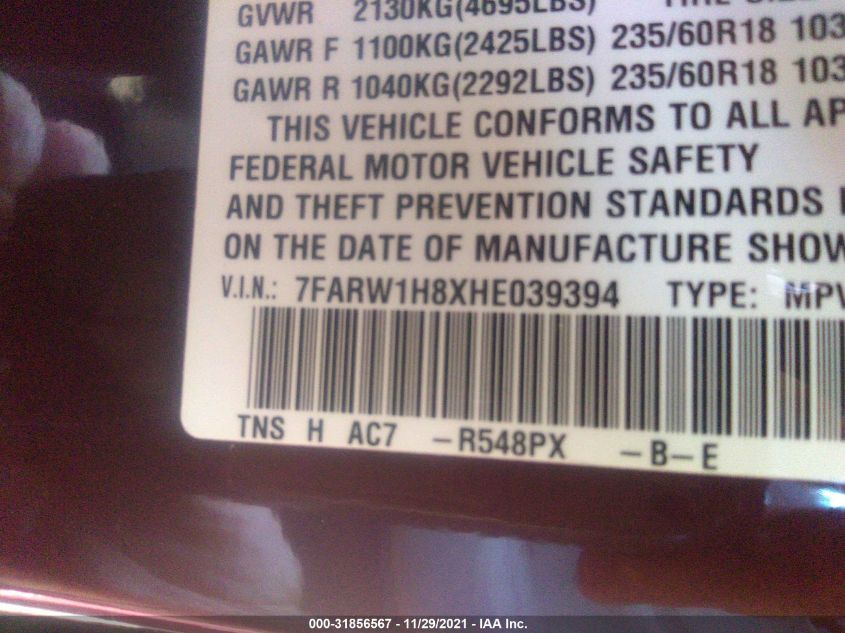 GVWR 2130KG(4695LBS)
GAWR F 1100KG(2425LBS) 235/60R18 103
GAWR R 1040KG(2292LBS) 235/60R18 103
THIS VEHICLE CONFORMS TO ALL AP
FEDERAL MOTOR VEHICLE SAFETY
AND THEFT PREVENTION STANDARDS
ON THE DATE OF MANUFACTURE SHOW
V.I.N.: 7FARW1H8XHE039394 TYPE: MPV
TNS H AC7 -R548PX -B-E
000-31856567 - 11/29/2021 - IAA Inc.